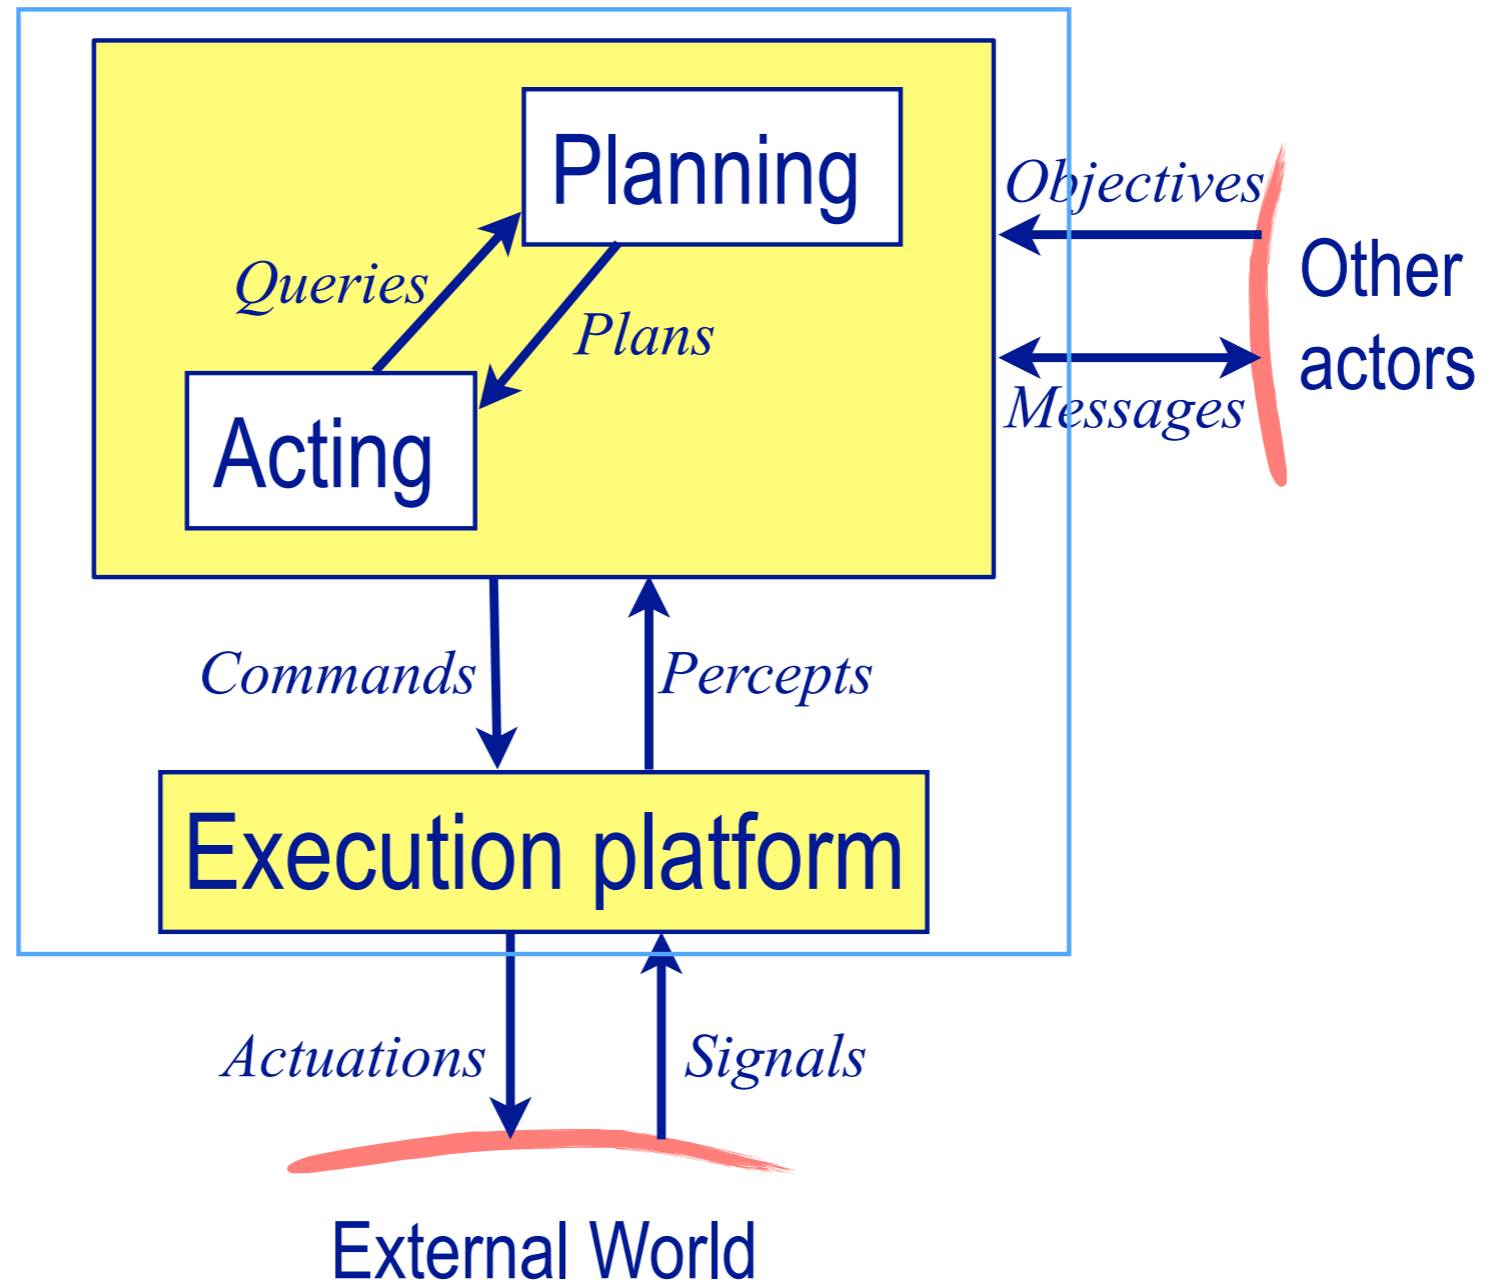 Planning
Objectives
Queries
Other
Plans
actors
Messages
Acting
Commands
Percepts
Execution platform
Actuations
Signals
External World